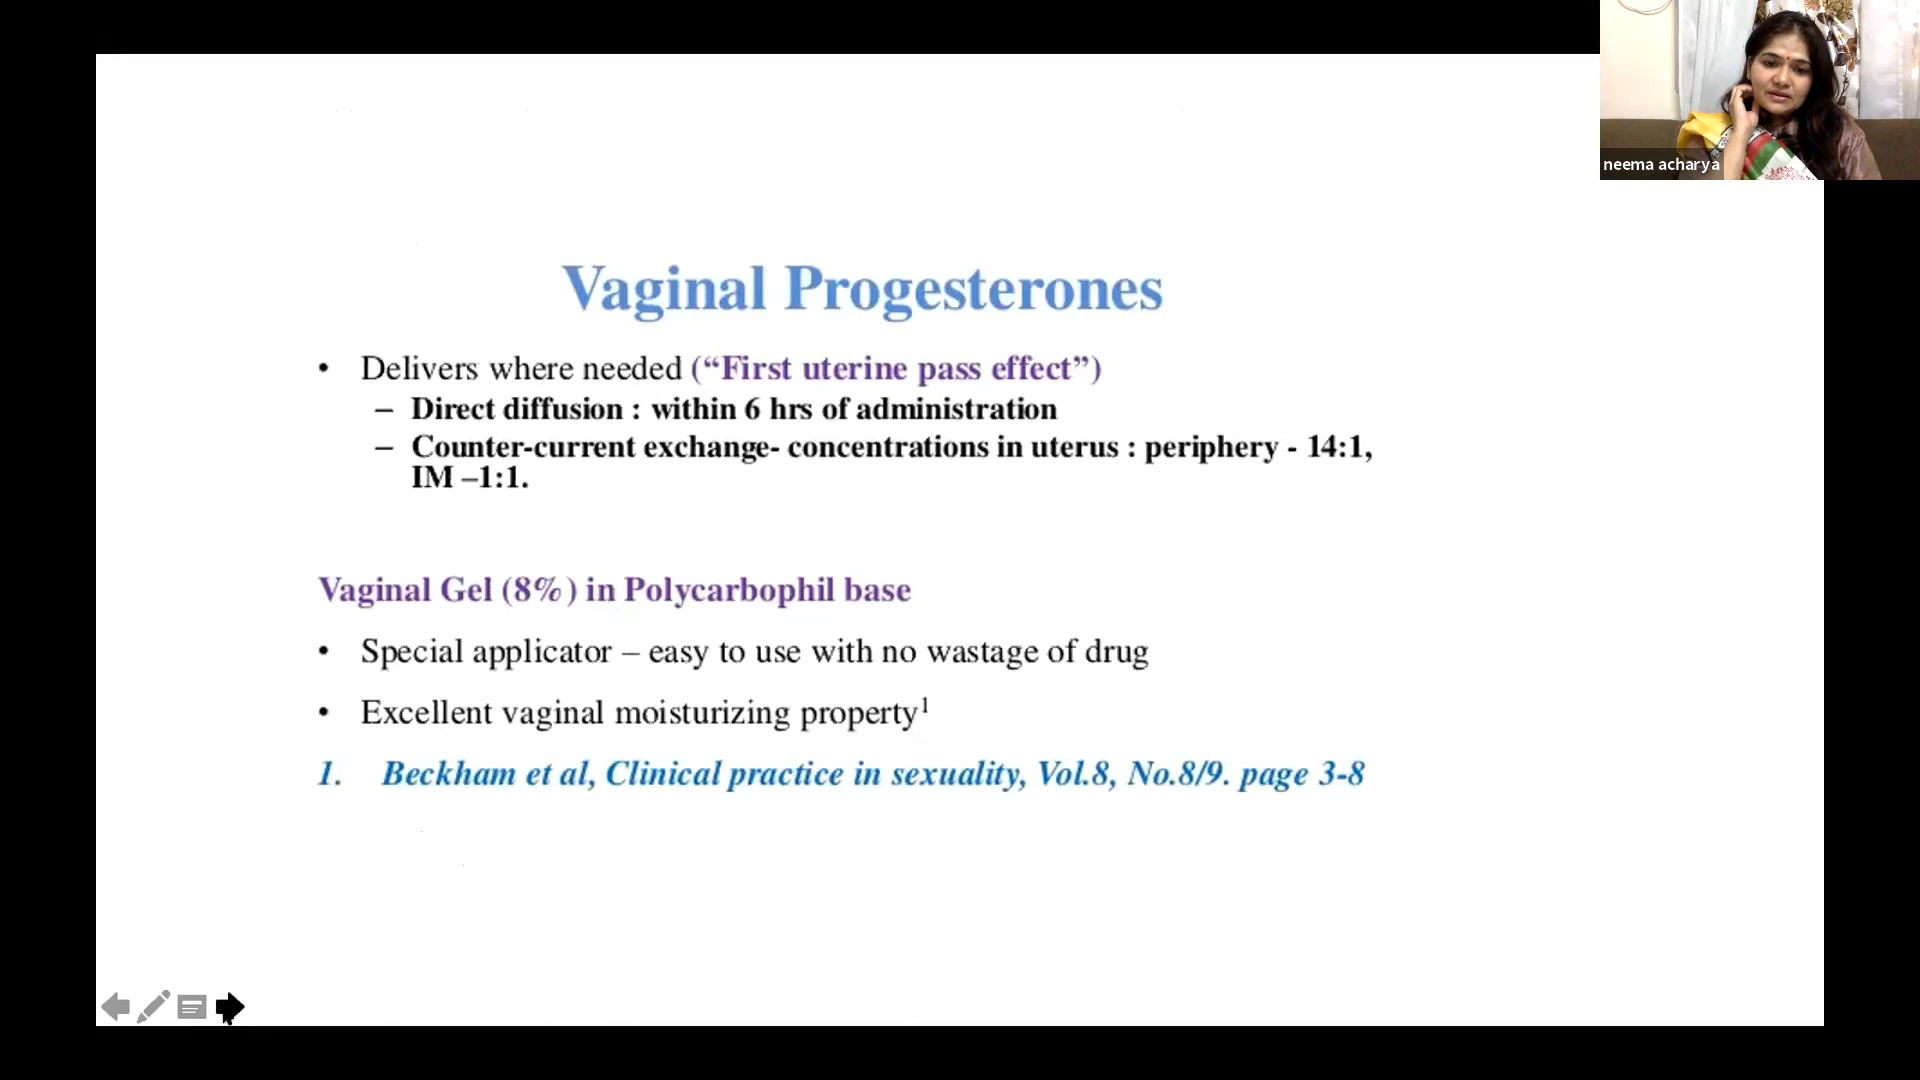 neema acharya
Vaginal Progesterones
• Delivers where needed (“First uterine pass effect”)
– Direct diffusion : within 6 hrs of administration
– Counter-current exchange- concentrations in uterus : periphery - 14:1,
IM –1:1.
Vaginal Gel (8%) in Polycarbophil base
• Special applicator – easy to use with no wastage of drug
• Excellent vaginal moisturizing property¹
1. Beckham et al, Clinical practice in sexuality, Vol.8, No.8/9. page 3-8